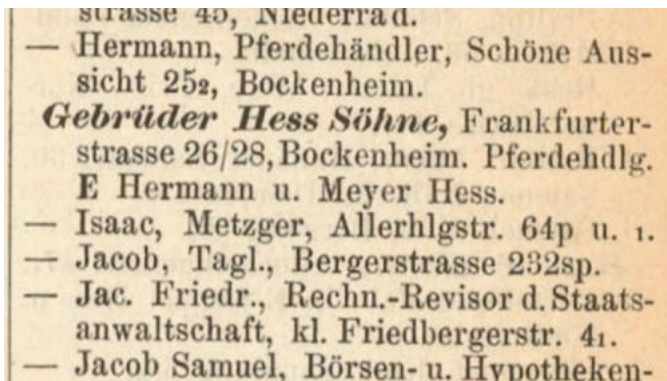 strasse 45, Niederrad.
— Hermann, Pferdehändler, Schöne Aus-
sicht 25₂, Bockenheim.
Gebrüder Hess Söhne, Frankfurter-
strasse 26/28, Bockenheim. Pferdehdlg.
E Hermann u. Meyer Hess.
— Isaac, Metzger, Allerhlgstr. 64p u. ₁.
— Jacob, Tagl., Bergerstrasse 232sp.
— Jac. Friedr., Rechn.-Revisor d. Staats-
anwaltschaft, kl. Friedbergerstr. 4₁.
— Jacob Samuel, Börsen- u. Hypotheken-